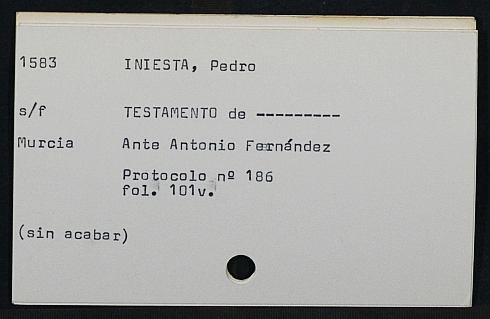 1583 INIESTA, Pedro
s/f TESTAMENTO de ---------
Murcia Ante Antonio Fernández
Protocolo nº 186
fol. 101v.
(sin acabar)